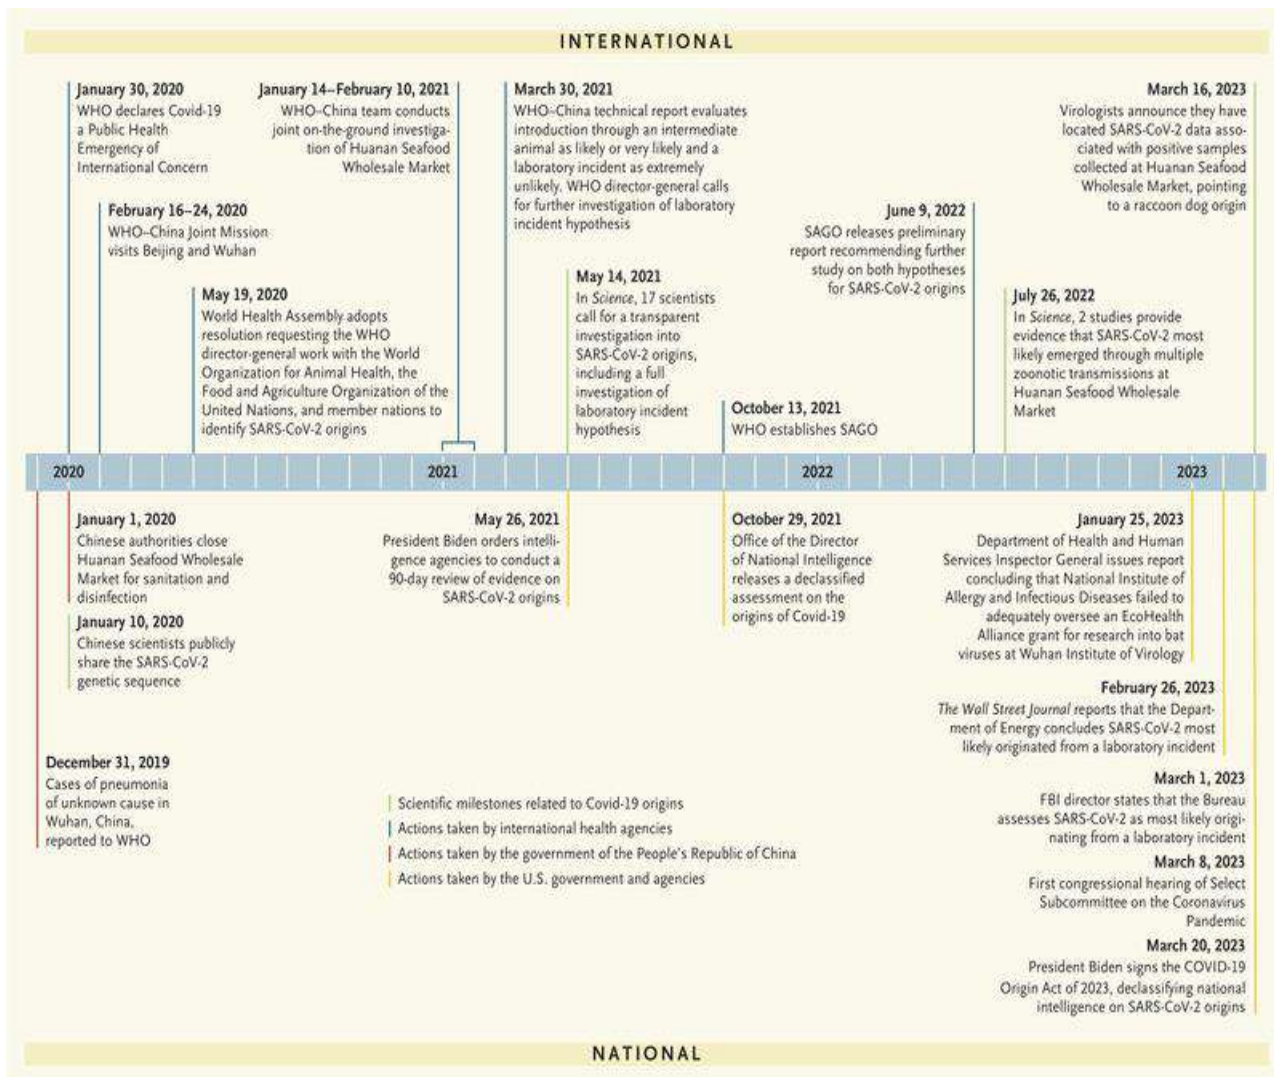 INTERNATIONAL
January 30, 2020
WHO declares Covid-19
a Public Health
Emergency of
International Concern
January 14–February 10, 2021
WHO–China team conducts
joint on-the-ground investiga-
tion of Huanan Seafood
Wholesale Market
March 30, 2021
WHO–China technical report evaluates
introduction through an intermediate
animal as likely or very likely and a
laboratory incident as extremely
unlikely. WHO director-general calls
for further investigation of laboratory
incident hypothesis
March 16, 2023
Virologists announce they have
located SARS-CoV-2 data asso-
ciated with positive samples
collected at Huanan Seafood
Wholesale Market, pointing
to a raccoon dog origin
February 16–24, 2020
WHO–China Joint Mission
visits Beijing and Wuhan
June 9, 2022
SAGO releases preliminary
report recommending further
study on both hypotheses
for SARS-CoV-2 origins
May 19, 2020
World Health Assembly adopts
resolution requesting the WHO
director-general work with the World
Organization for Animal Health, the
Food and Agriculture Organization of the
United Nations, and member nations to
identify SARS-CoV-2 origins
May 14, 2021
In Science, 17 scientists
call for a transparent
investigation into
SARS-CoV-2 origins,
including a full
investigation of
laboratory incident
hypothesis
July 26, 2022
In Science, 2 studies provide
evidence that SARS-CoV-2 most
likely emerged through multiple
zoonotic transmissions at
Huanan Seafood Wholesale
Market
October 13, 2021
WHO establishes SAGO
2020 2021 2022 2023
January 1, 2020
Chinese authorities close
Huanan Seafood Wholesale
Market for sanitation and
disinfection
January 10, 2020
Chinese scientists publicly
share the SARS-CoV-2
genetic sequence
December 31, 2019
Cases of pneumonia
of unknown cause in
Wuhan, China,
reported to WHO
May 26, 2021
President Biden orders intelli-
gence agencies to conduct a
90-day review of evidence on
SARS-CoV-2 origins
October 29, 2021
Office of the Director
of National Intelligence
releases a declassified
assessment on the
origins of Covid-19
January 25, 2023
Department of Health and Human
Services Inspector General issues report
concluding that National Institute of
Allergy and Infectious Diseases failed to
adequately oversee an EcoHealth
Alliance grant for research into bat
viruses at Wuhan Institute of Virology
February 26, 2023
The Wall Street Journal reports that the Depart-
ment of Energy concludes SARS-CoV-2 most
likely originated from a laboratory incident
March 1, 2023
FBI director states that the Bureau
assesses SARS-CoV-2 as most likely origi-
nating from a laboratory incident
March 8, 2023
First congressional hearing of Select
Subcommittee on the Coronavirus
Pandemic
March 20, 2023
President Biden signs the COVID-19
Origin Act of 2023, declassifying national
intelligence on SARS-CoV-2 origins
Scientific milestones related to Covid-19 origins
Actions taken by international health agencies
Actions taken by the government of the People's Republic of China
Actions taken by the U.S. government and agencies
NATIONAL